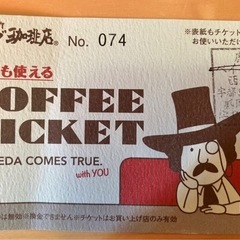 珈琲店
No. 074
※表紙もチケット
お使いいただけ
も使える
OFFEE
ICKET
EDA COMES TRUE.
with YOU
は無効 ※換金できません ※チケットはお買い上げ店のみ有効